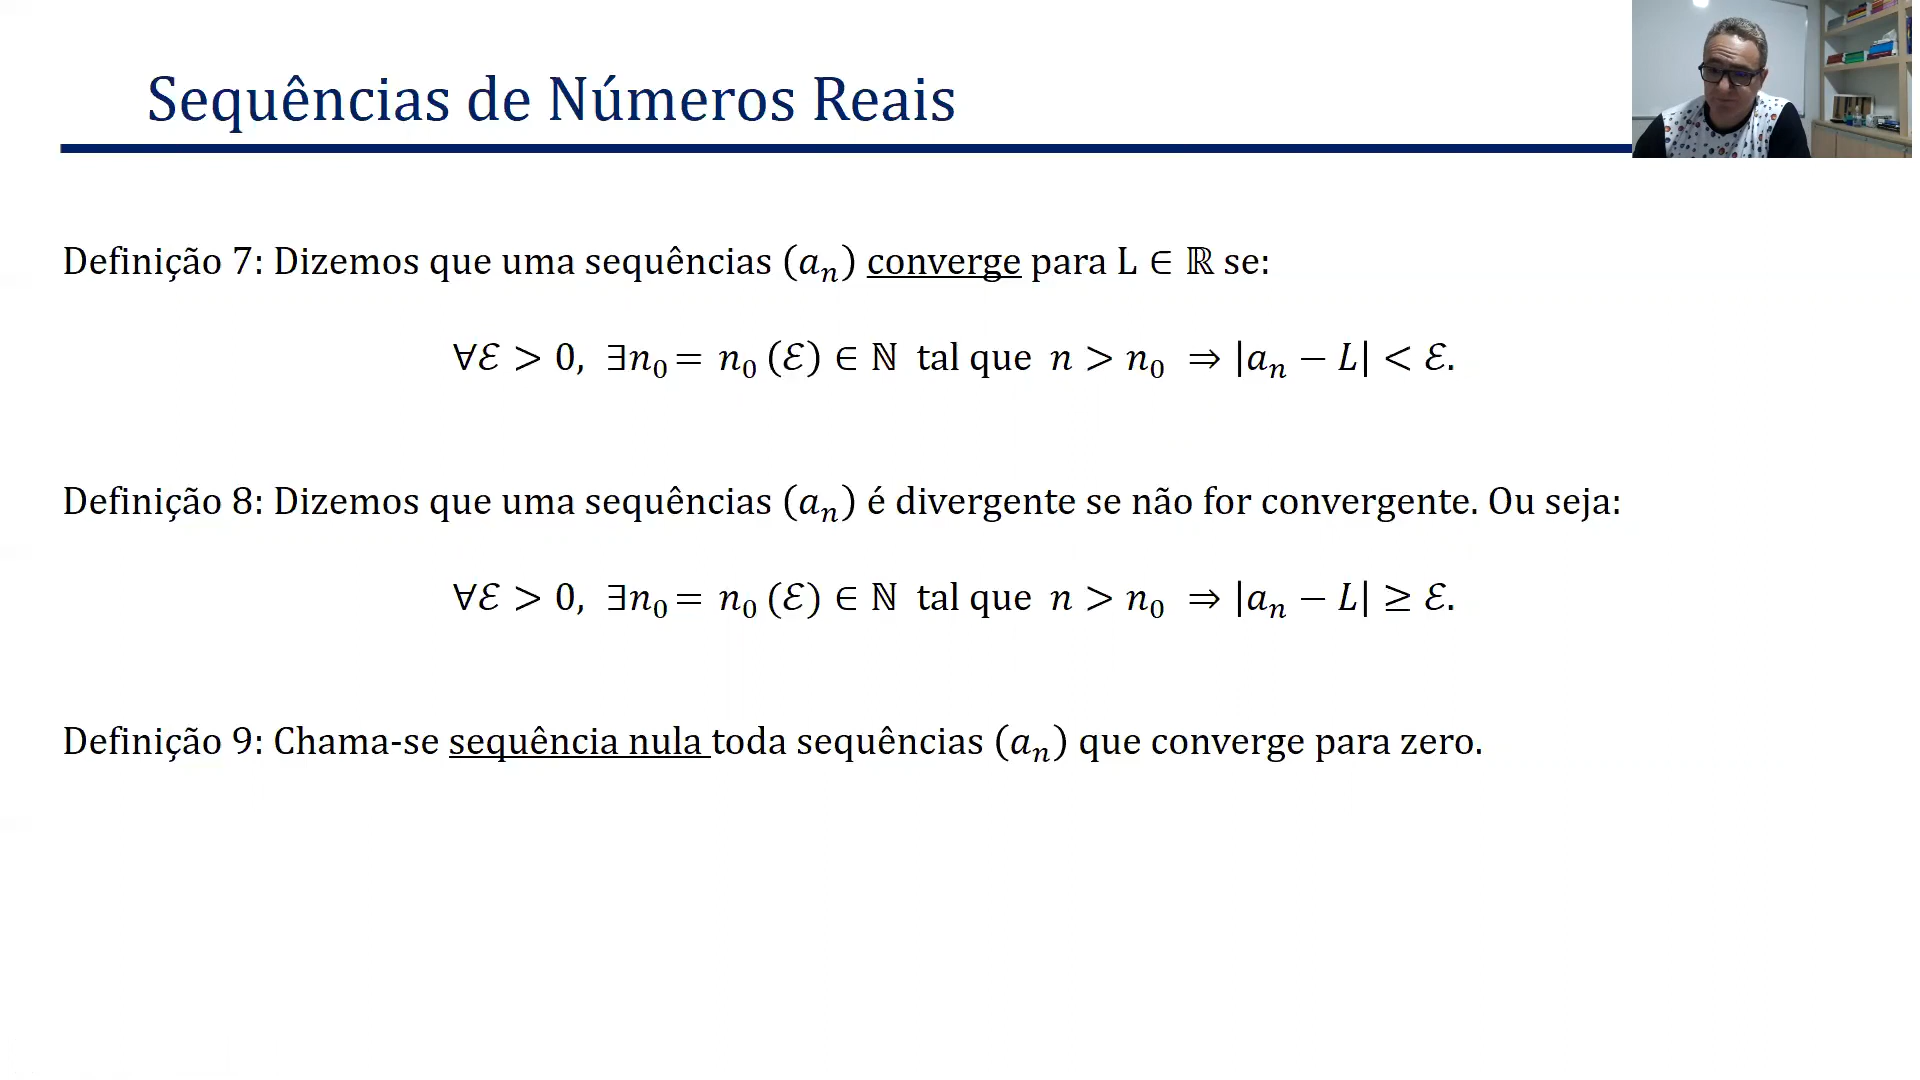 Sequências de Números Reais
Definição 7: Dizemos que uma sequências (aₙ) converge para L ∈ ℝ se:
∀ℰ > 0, ∃n₀ = n₀ (ℰ) ∈ ℕ tal que n > n₀ ⇒ |aₙ − L| < ℰ.
Definição 8: Dizemos que uma sequências (aₙ) é divergente se não for convergente. Ou seja:
∀ℰ > 0, ∃n₀ = n₀ (ℰ) ∈ ℕ tal que n > n₀ ⇒ |aₙ − L| ≥ ℰ.
Definição 9: Chama-se sequência nula toda sequências (aₙ) que converge para zero.